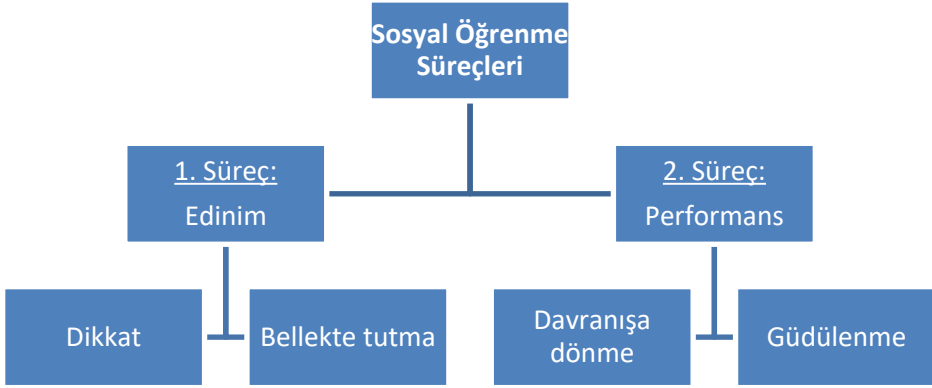 Sosyal Öğrenme
Süreçleri
1. Süreç:
Edinim
2. Süreç:
Performans
Dikkat
Bellekte tutma
Davranışa
dönme
Güdülenme